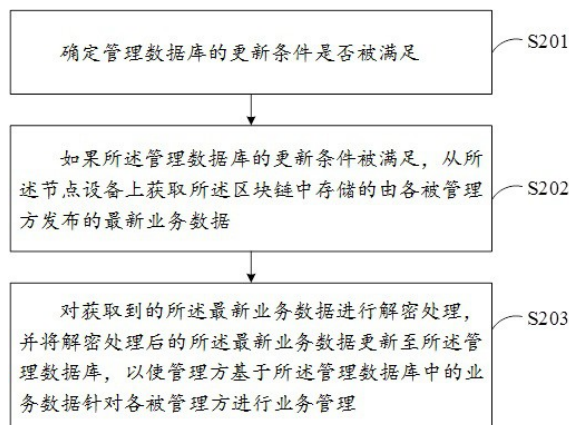 确定管理数据库的更新条件是否被满足
S201
如果所述管理数据库的更新条件被满足，从所
述节点设备上获取所述区块链中存储的由各被管理
方发布的最新业务数据
S202
对获取到的所述最新业务数据进行解密处理，
并将解密处理后的所述最新业务数据更新至所述管
理数据库，以使管理方基于所述管理数据库中的业
务数据针对各被管理方进行业务管理
S203